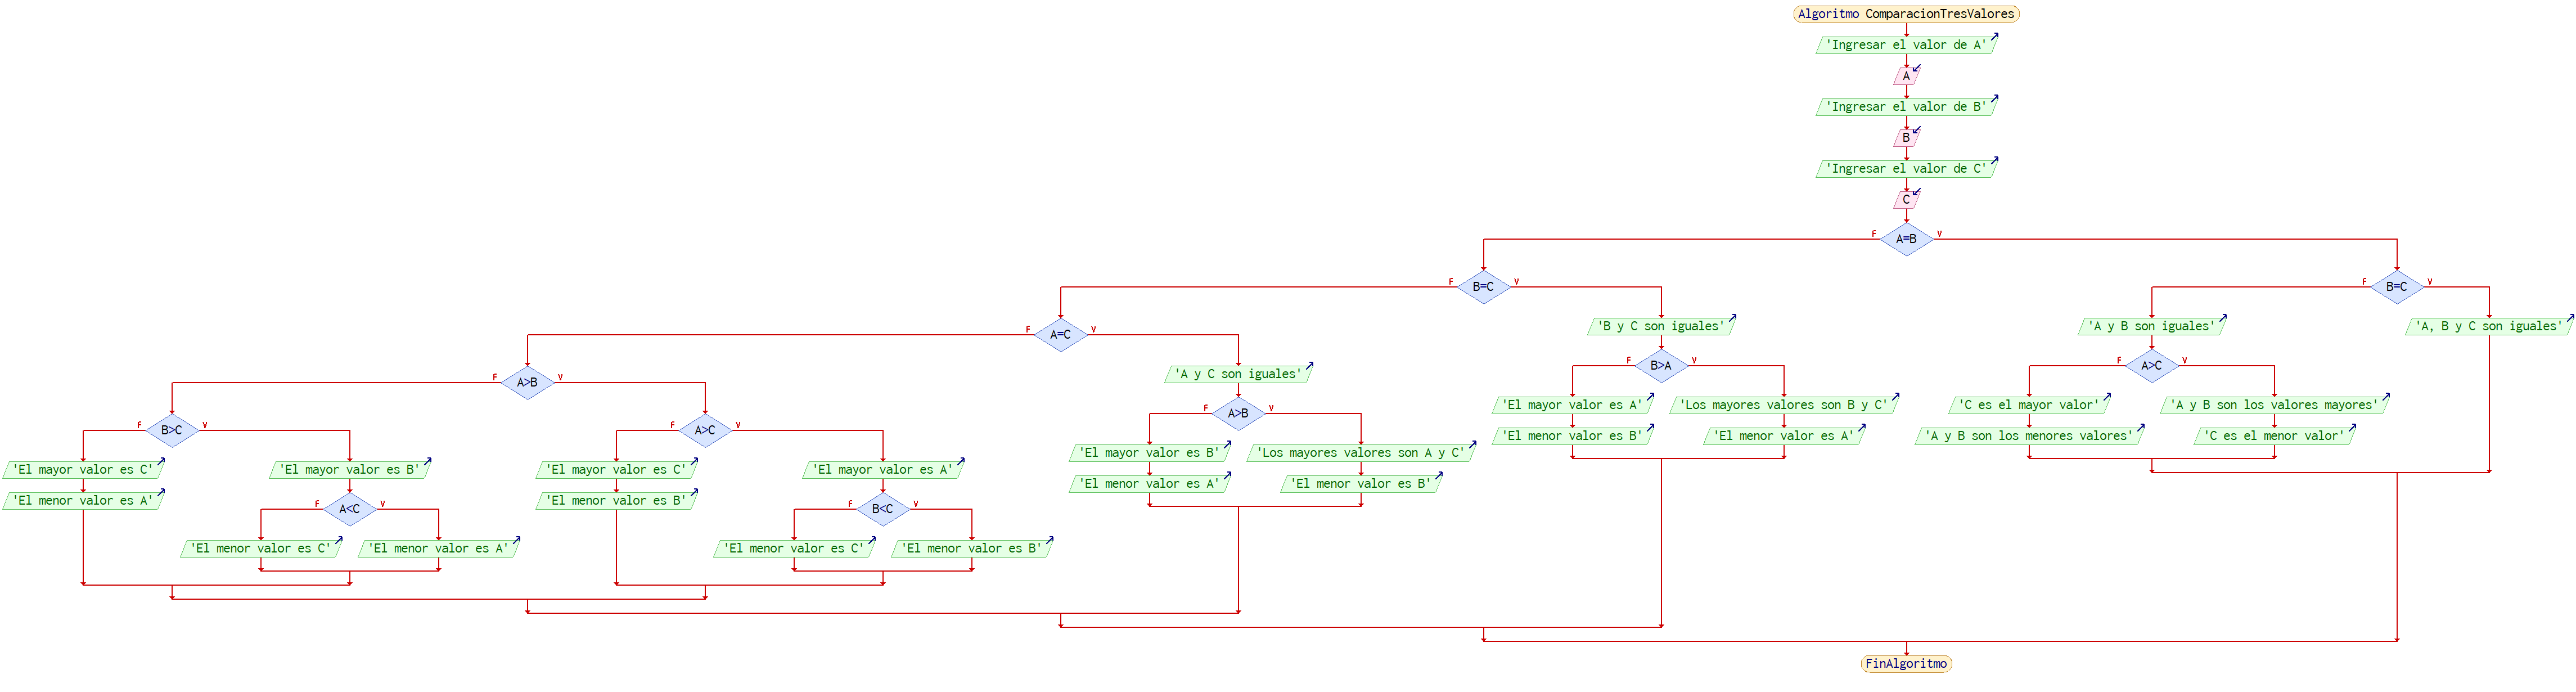 Algoritmo ComparacionTresValores
'Ingresar el valor de A'
A
'Ingresar el valor de B'
B
'Ingresar el valor de C'
C
F A=B V
F B=C V
F B=C V
F A=C V
'B y C son iguales'
'A y B son iguales'
'A, B y C son iguales'
F A>B V
'A y C son iguales'
F B>A V
F A>C V
F B>C V
F A>C V
F A>B V
'El mayor valor es A'
'Los mayores valores son B y C'
'C es el mayor valor'
'A y B son los valores mayores'
'El menor valor es B'
'El menor valor es A'
'A y B son los menores valores'
'C es el menor valor'
'El mayor valor es C'
'El mayor valor es B'
'El mayor valor es C'
'El mayor valor es A'
'El mayor valor es B'
'Los mayores valores son A y C'
'El menor valor es A'
F A<C V
'El menor valor es B'
F B<C V
'El menor valor es A'
'El menor valor es B'
'El menor valor es C'
'El menor valor es A'
'El menor valor es C'
'El menor valor es B'
FinAlgoritmo